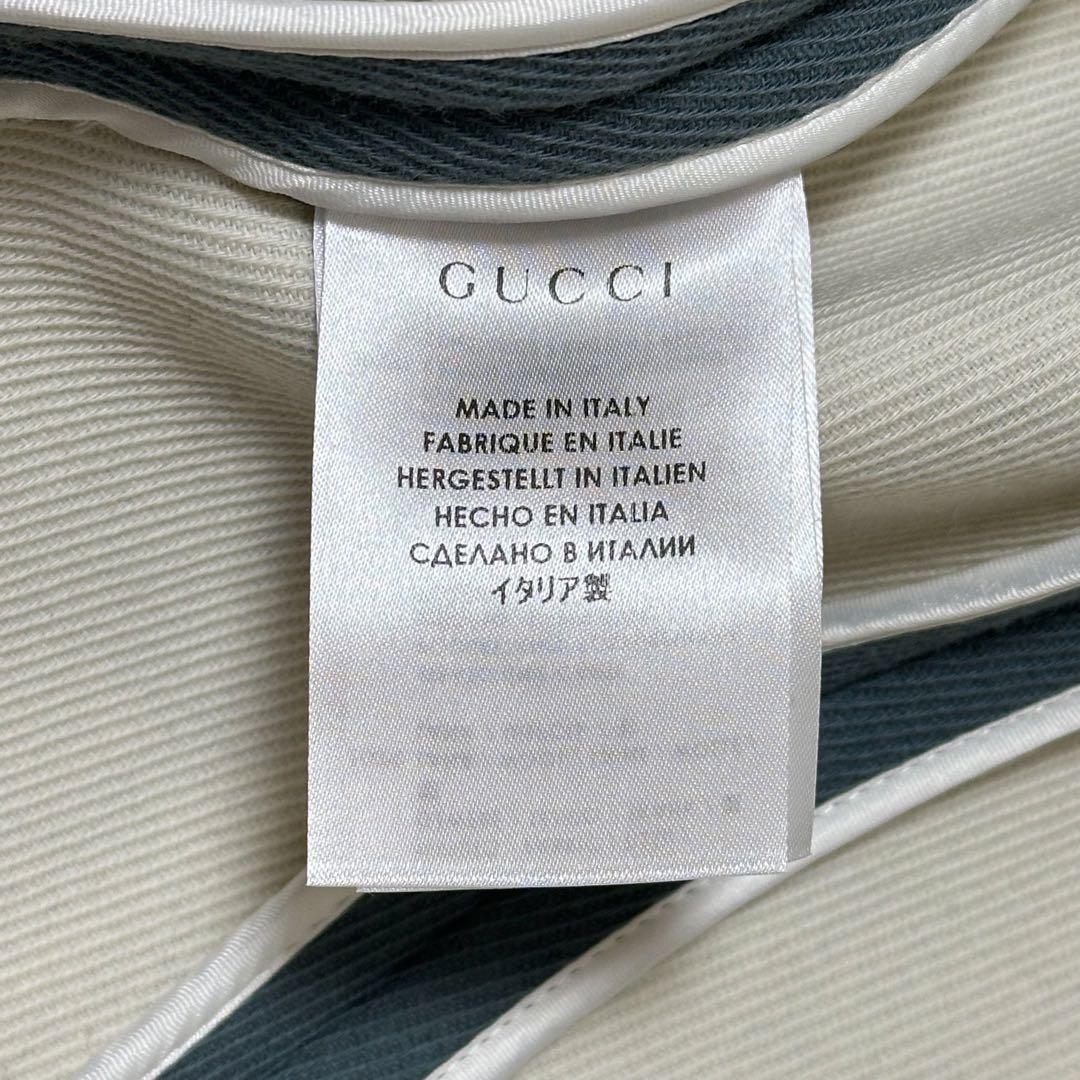 GUCCI
MADE IN ITALY
FABRIQUE EN ITALIE
HERGESTELLT IN ITALIEN
HECHO EN ITALIA
СДЕЛАНО В ИТАЛИИ
イタリア製